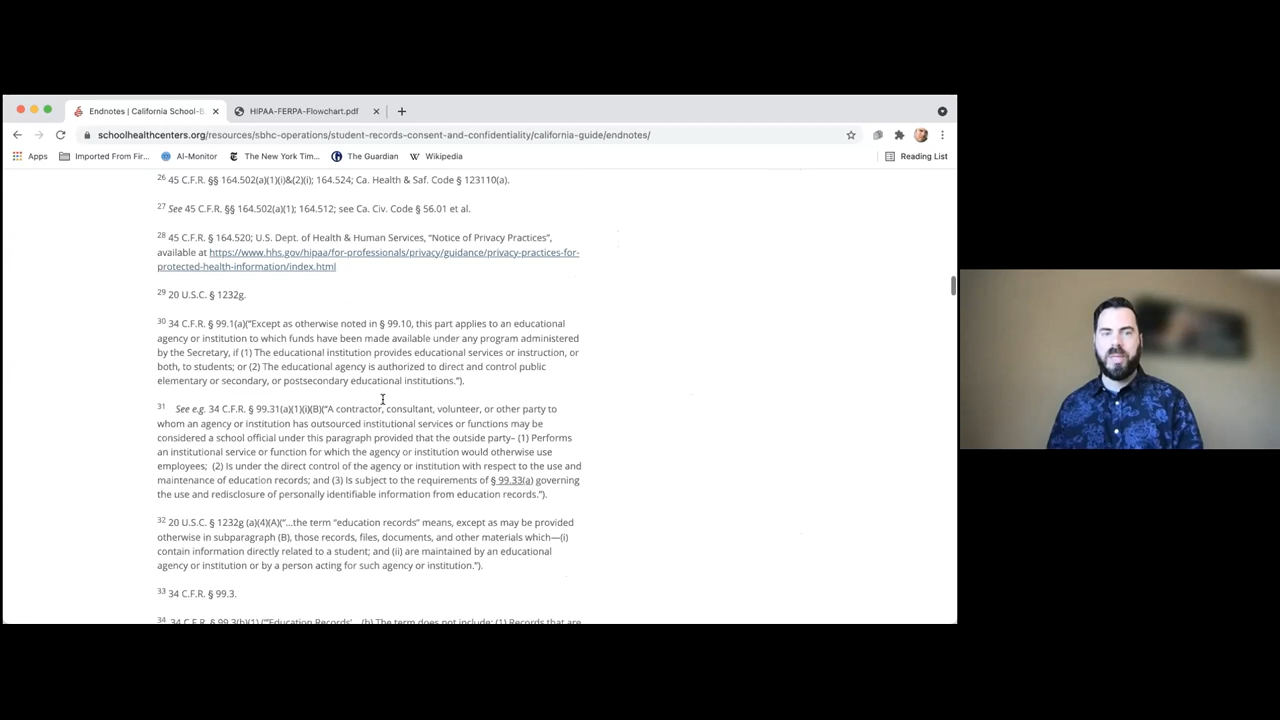 Endnotes | California School-B
HIPAA-FERPA-Flowchart.pdf
schoolhealthcenters.org/resources/sbhc-operations/student-records-consent-and-confidentiality/california-guide/endnotes/
Apps Imported From Fir... Al-Monitor The New York Tim... The Guardian Wikipedia Reading List
26 45 C.F.R. §§ 164.502(a)(1)(i)&(2)(i); 164.524; Ca. Health & Saf. Code § 123110(a).
27 See 45 C.F.R. §§ 164.502(a)(1); 164.512; see Ca. Civ. Code § 56.01 et al.
28 45 C.F.R. § 164.520; U.S. Dept. of Health & Human Services, “Notice of Privacy Practices”,
available at https://www.hhs.gov/hipaa/for-professionals/privacy/guidance/privacy-practices-for-
protected-health-information/index.html
29 20 U.S.C. § 1232g.
30 34 C.F.R. § 99.1(a)(“Except as otherwise noted in § 99.10, this part applies to an educational
agency or institution to which funds have been made available under any program administered
by the Secretary, if (1) The educational institution provides educational services or instruction, or
both, to students; or (2) The educational agency is authorized to direct and control public
elementary or secondary, or postsecondary educational institutions.”).
31 See e.g. 34 C.F.R. § 99.31(a)(1)(i)(B)(“A contractor, consultant, volunteer, or other party to
whom an agency or institution has outsourced institutional services or functions may be
considered a school official under this paragraph provided that the outside party– (1) Performs
an institutional service or function for which the agency or institution would otherwise use
employees; (2) Is under the direct control of the agency or institution with respect to the use and
maintenance of education records; and (3) Is subject to the requirements of § 99.33(a) governing
the use and redisclosure of personally identifiable information from education records.”).
32 20 U.S.C. § 1232g (a)(4)(A)(“…the term “education records” means, except as may be provided
otherwise in subparagraph (B), those records, files, documents, and other materials which—(i)
contain information directly related to a student; and (ii) are maintained by an educational
agency or institution or by a person acting for such agency or institution.”).
33 34 C.F.R. § 99.3.
34 34 C.F.R. § 99.3(b)(1) (“‘Education Records’…(b) The term does not include: (1) Records that are